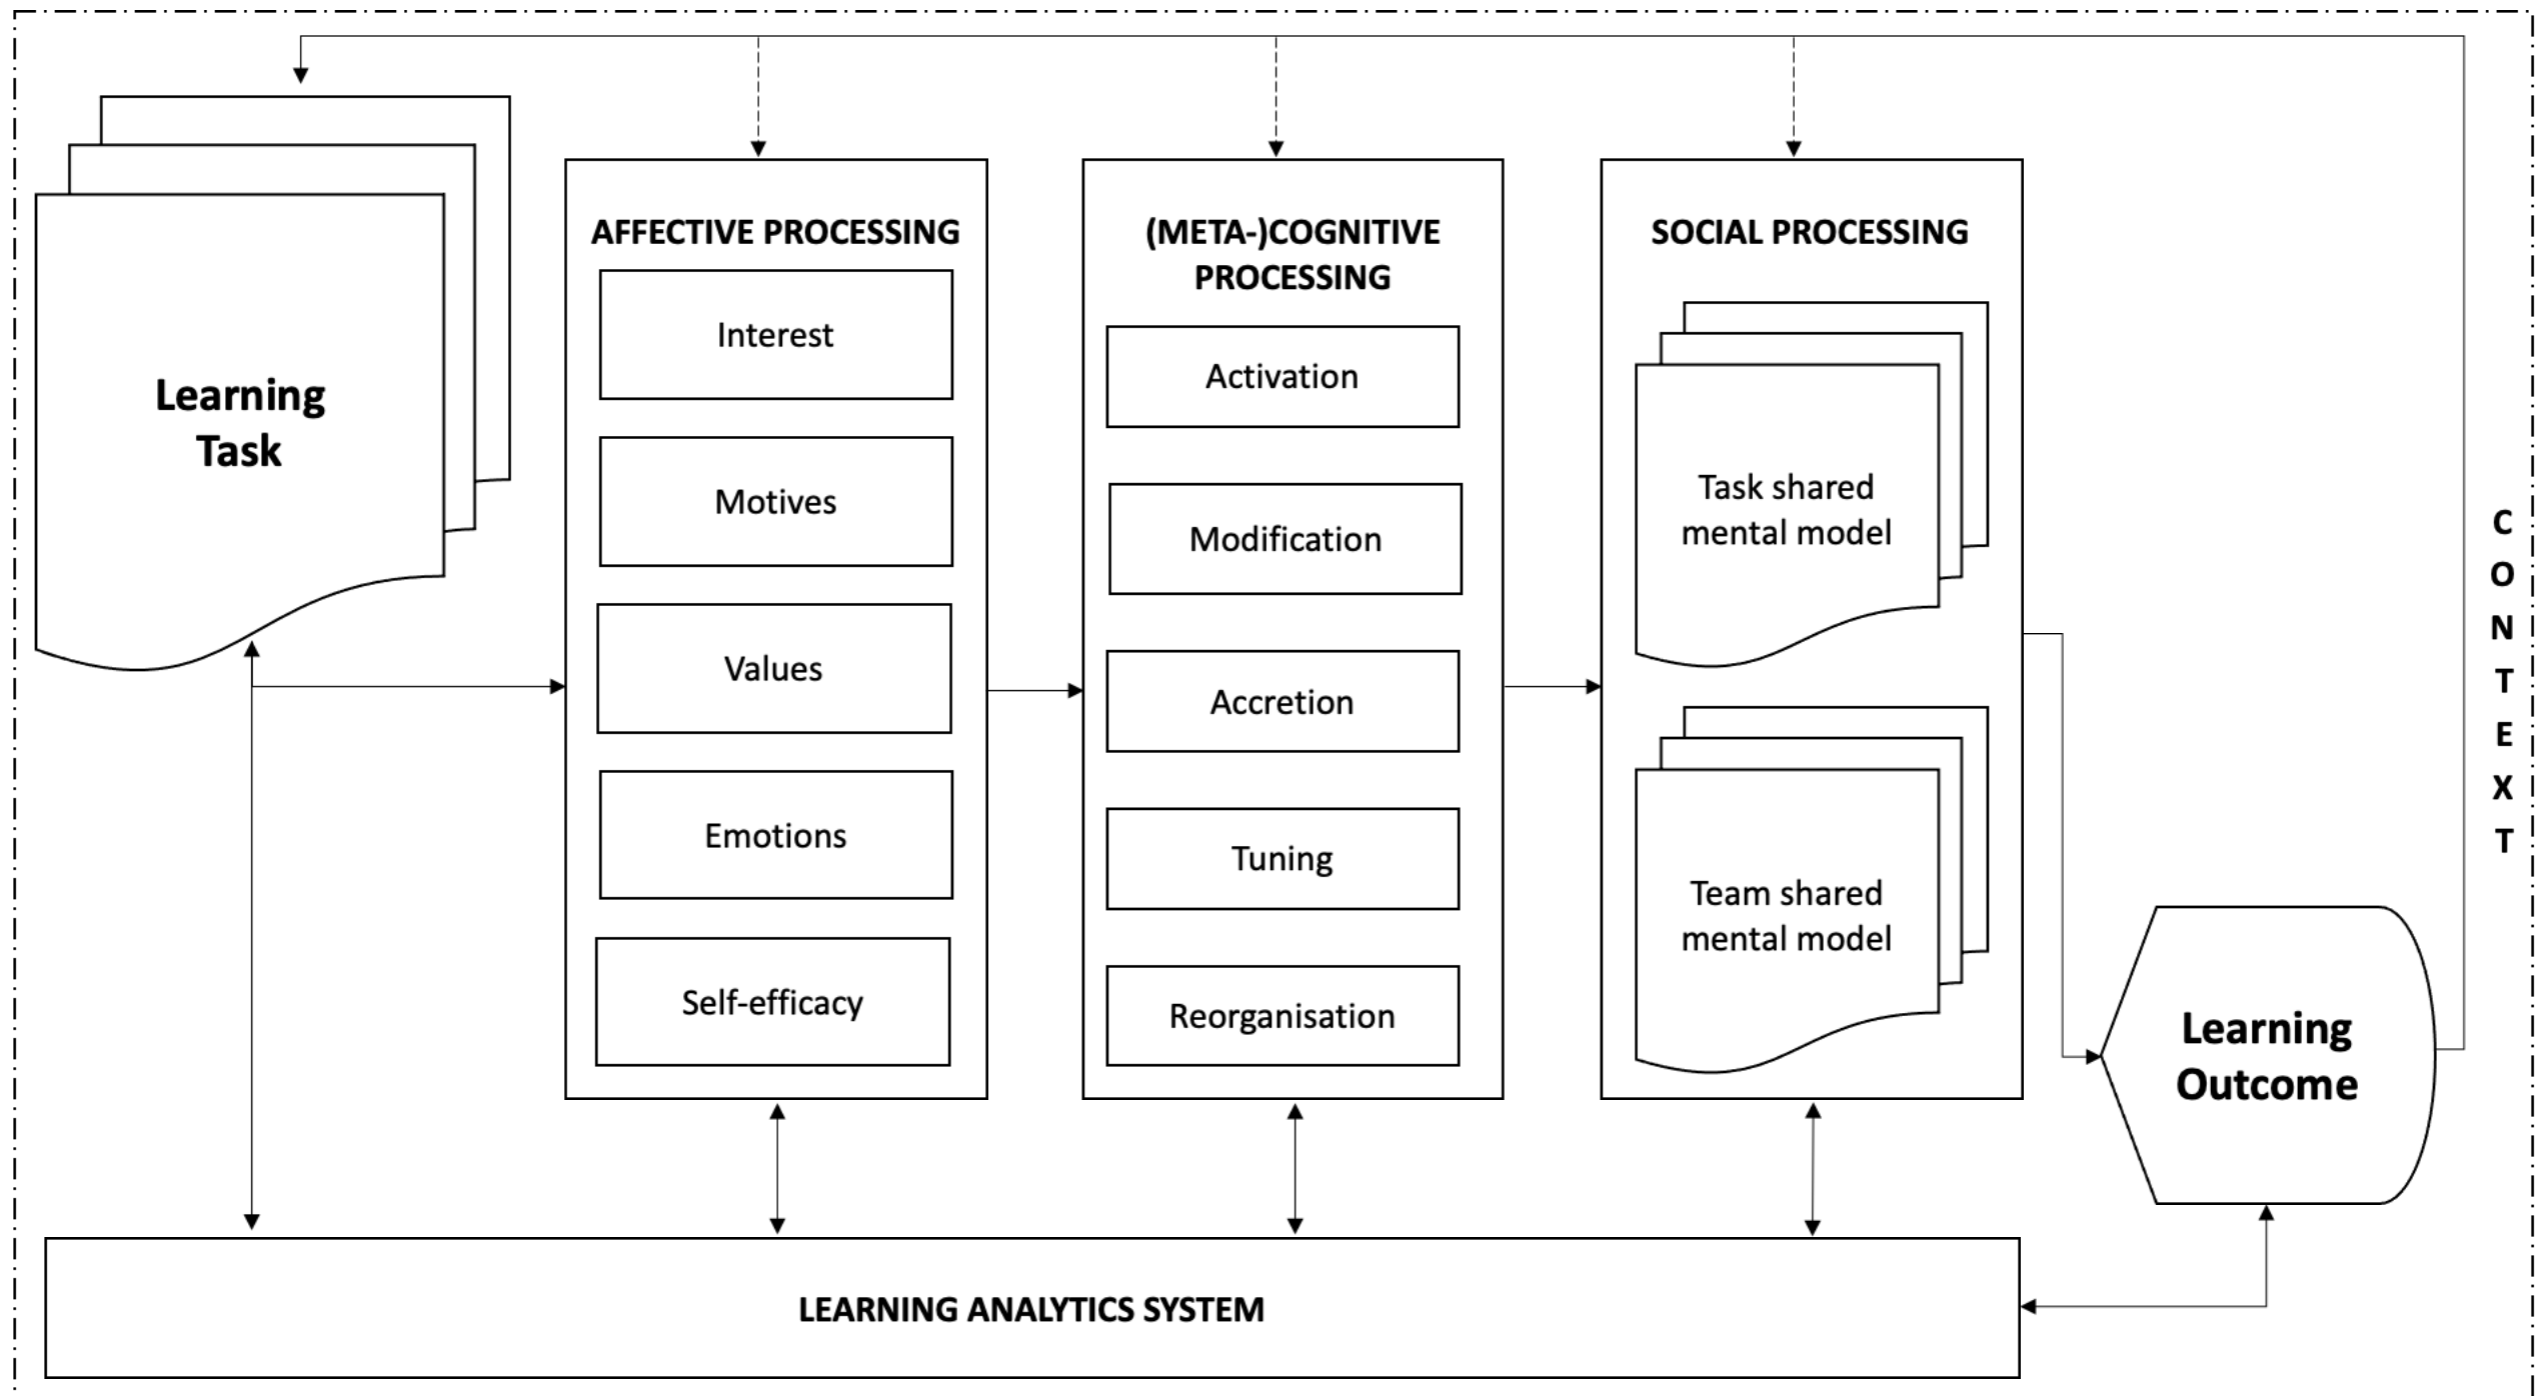 Learning
Task
AFFECTIVE PROCESSING
Interest
Motives
Values
Emotions
Self-efficacy
(META-)COGNITIVE
PROCESSING
Activation
Modification
Accretion
Tuning
Reorganisation
SOCIAL PROCESSING
Task shared
mental model
Team shared
mental model
Learning
Outcome
CONTEXT
LEARNING ANALYTICS SYSTEM